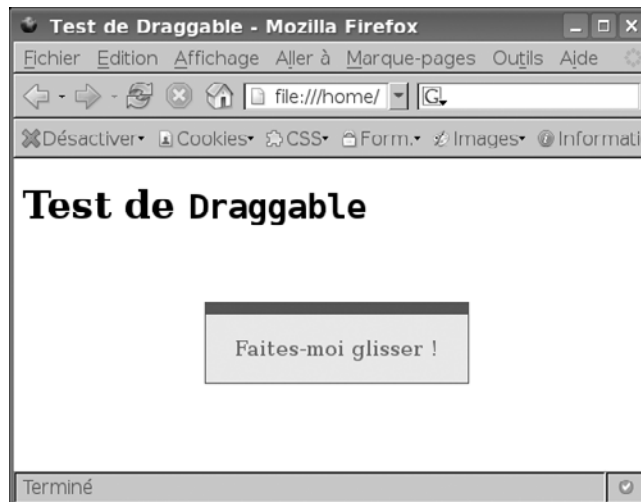 Test de Draggable - Mozilla Firefox
Fichier Edition Affichage Aller à Marque-pages Outils Aide
file:///home/ G
Désactiver Cookies CSS Form. Images Informati
Test de Draggable
Faites-moi glisser !
Terminé